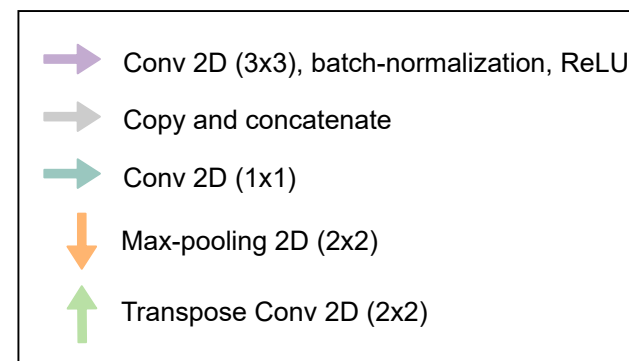 Conv 2D (3x3), batch-normalization, ReLU
Copy and concatenate
Conv 2D (1x1)
Max-pooling 2D (2x2)
Transpose Conv 2D (2x2)